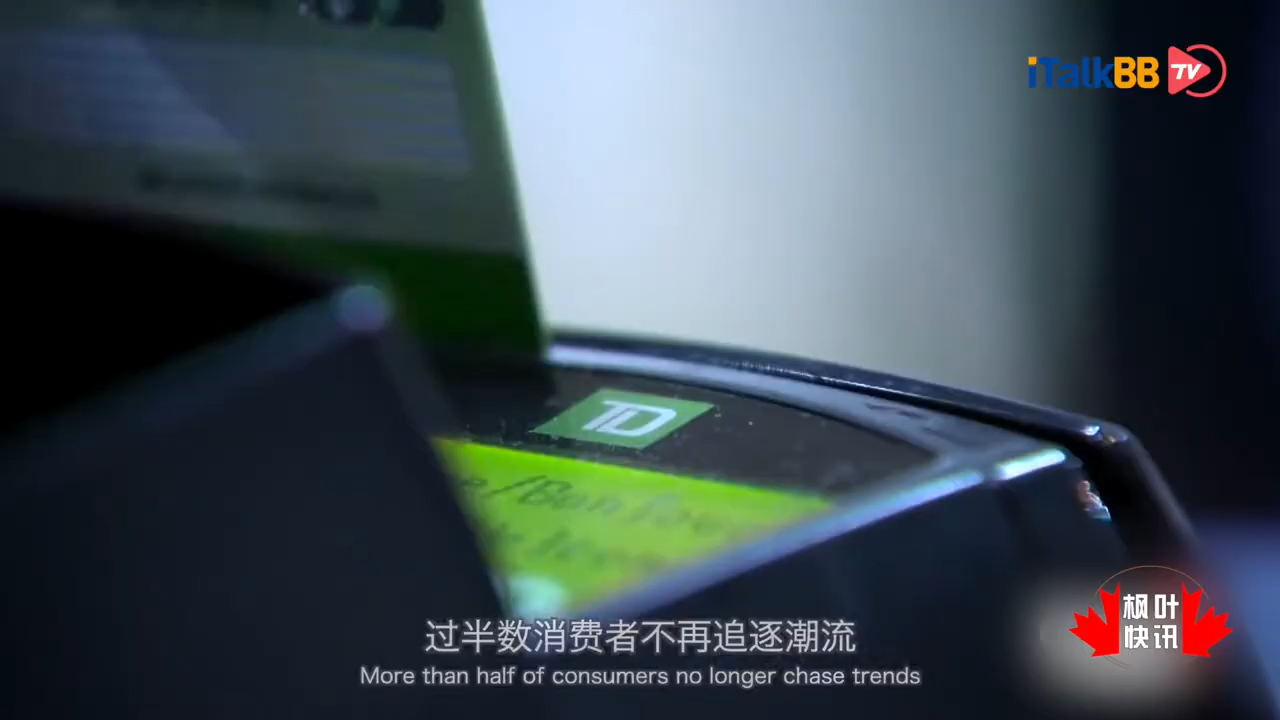 iTalkBB TV
TD
/Bonjour
过半数消费者不再追逐潮流
More than half of consumers no longer chase trends
枫叶
快讯